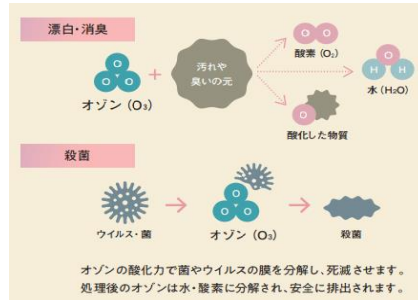 漂白・消臭
O
O O
オゾン(O₃)
+
汚れや
臭いの元
O O
酸素(O₂)
O
酸化した物質
O
H H
水(H₂O)
殺菌
ウイルス・菌
O
O O
オゾン(O₃)
殺菌
オゾンの酸化力で菌やウイルスの膜を分解し、死滅させます。
処理後のオゾンは水・酸素に分解され、安全に排出されます。